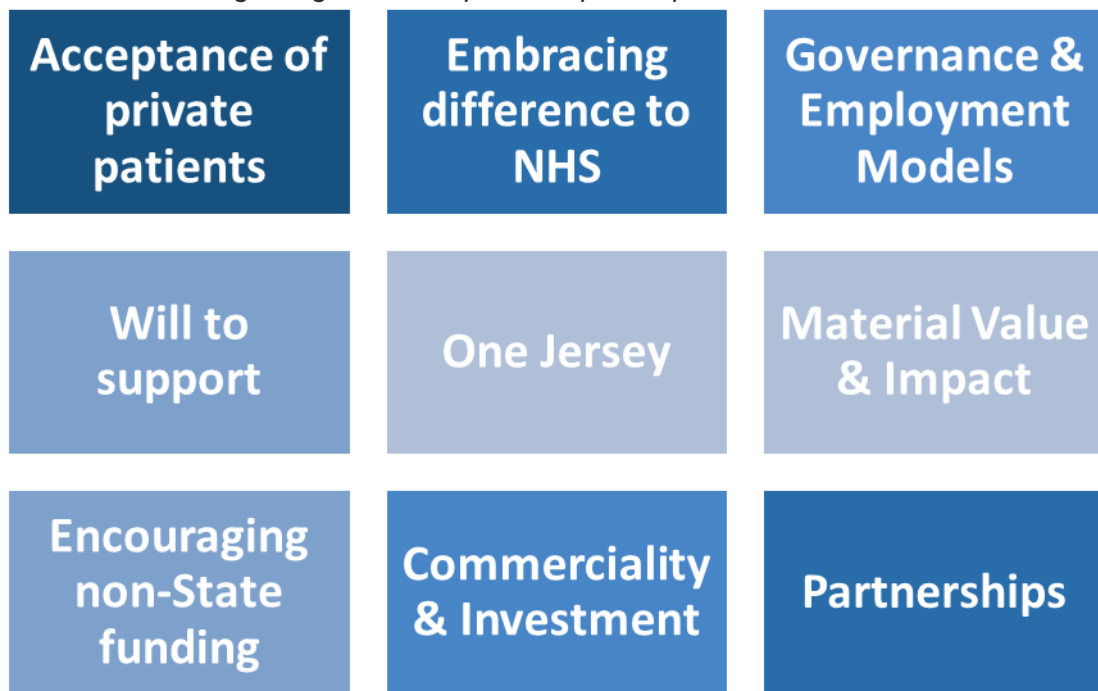 Acceptance of
private
patients
Embracing
difference to
NHS
Governance &
Employment
Models
Will to
support
One Jersey
Material Value
& Impact
Encouraging
non-State
funding
Commerciality
& Investment
Partnerships